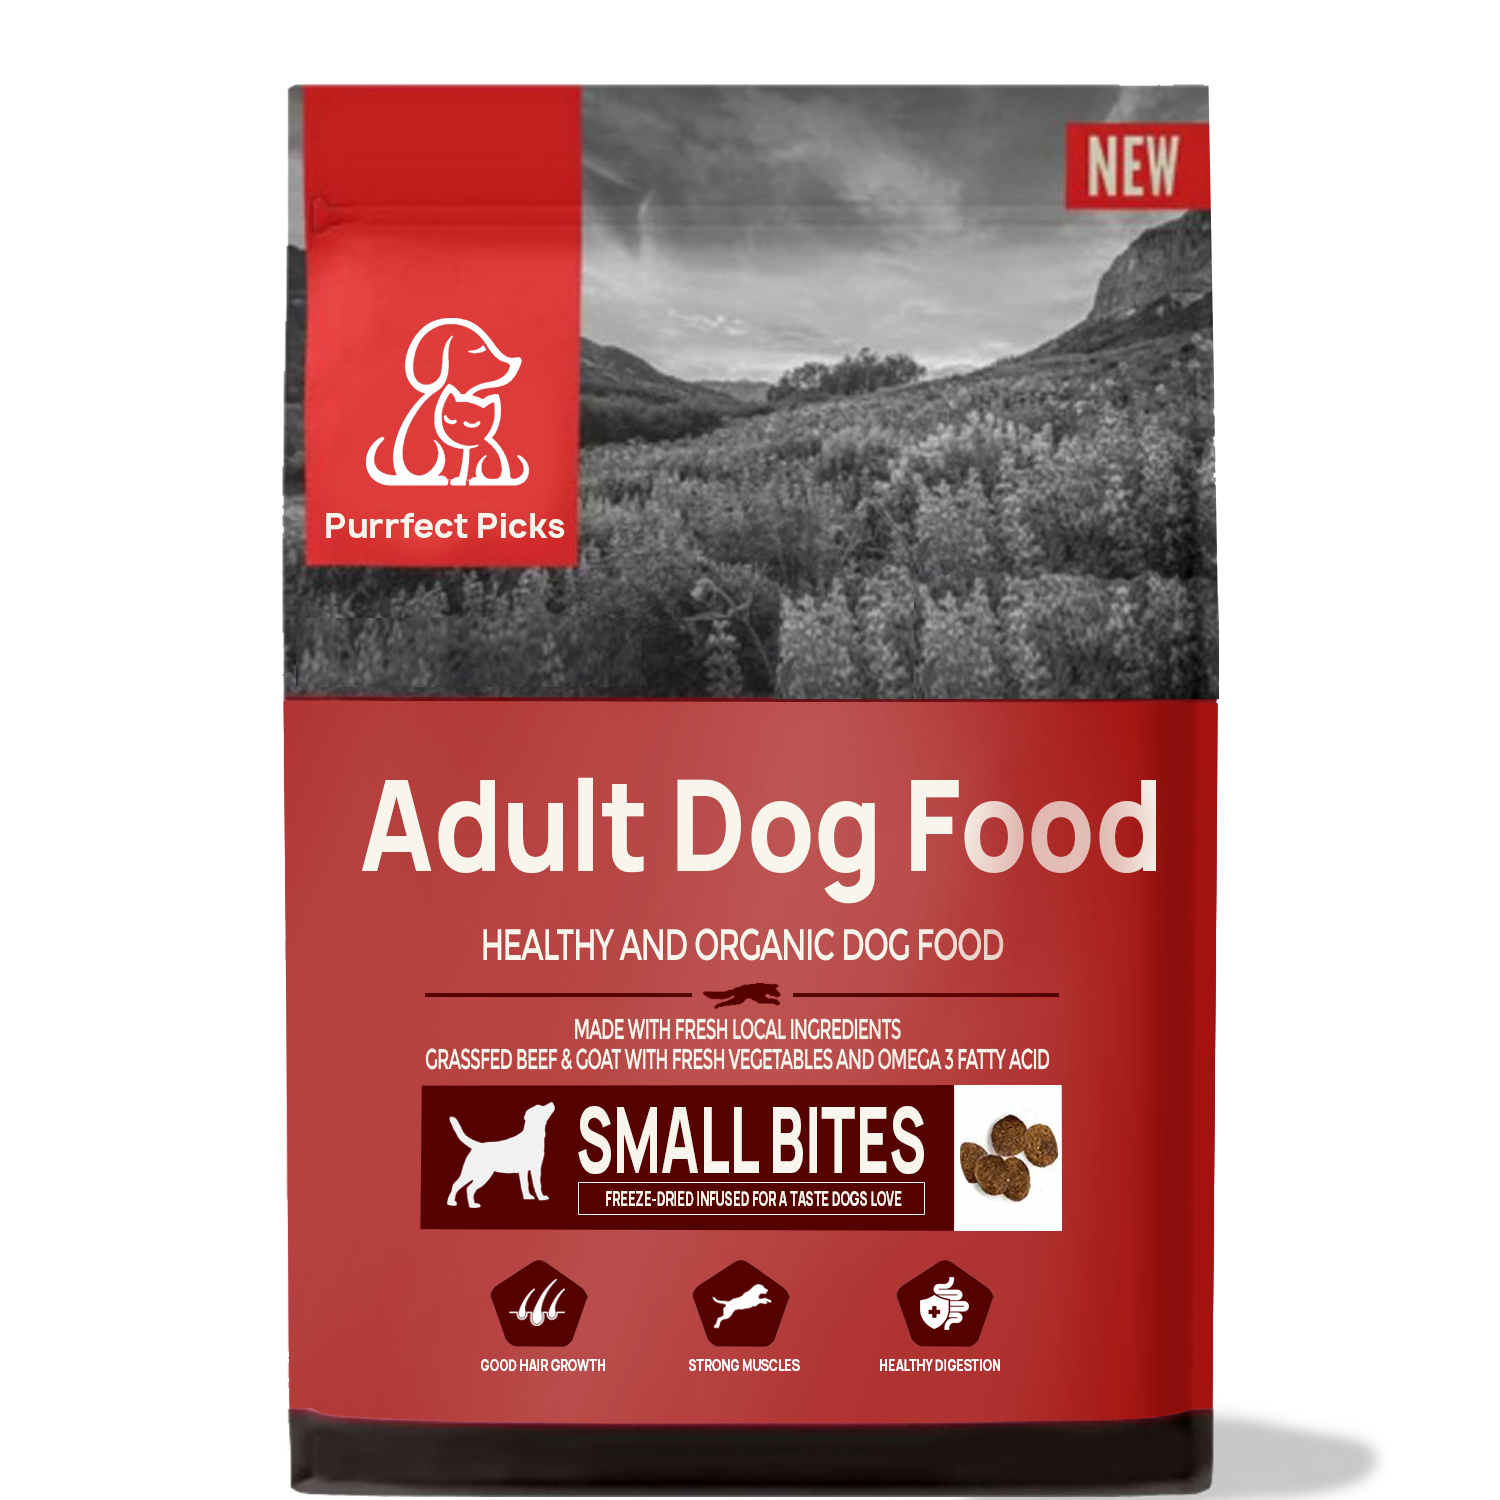 NEW
Purrfect Picks
Adult Dog Food
HEALTHY AND ORGANIC DOG FOOD
MADE WITH FRESH LOCAL INGREDIENTS
GRASSFED BEEF & GOAT WITH FRESH VEGETABLES AND OMEGA 3 FATTY ACID
SMALL BITES
FREEZE-DRIED INFUSED FOR A TASTE DOGS LOVE
GOOD HAIR GROWTH
STRONG MUSCLES
HEALTHY DIGESTION